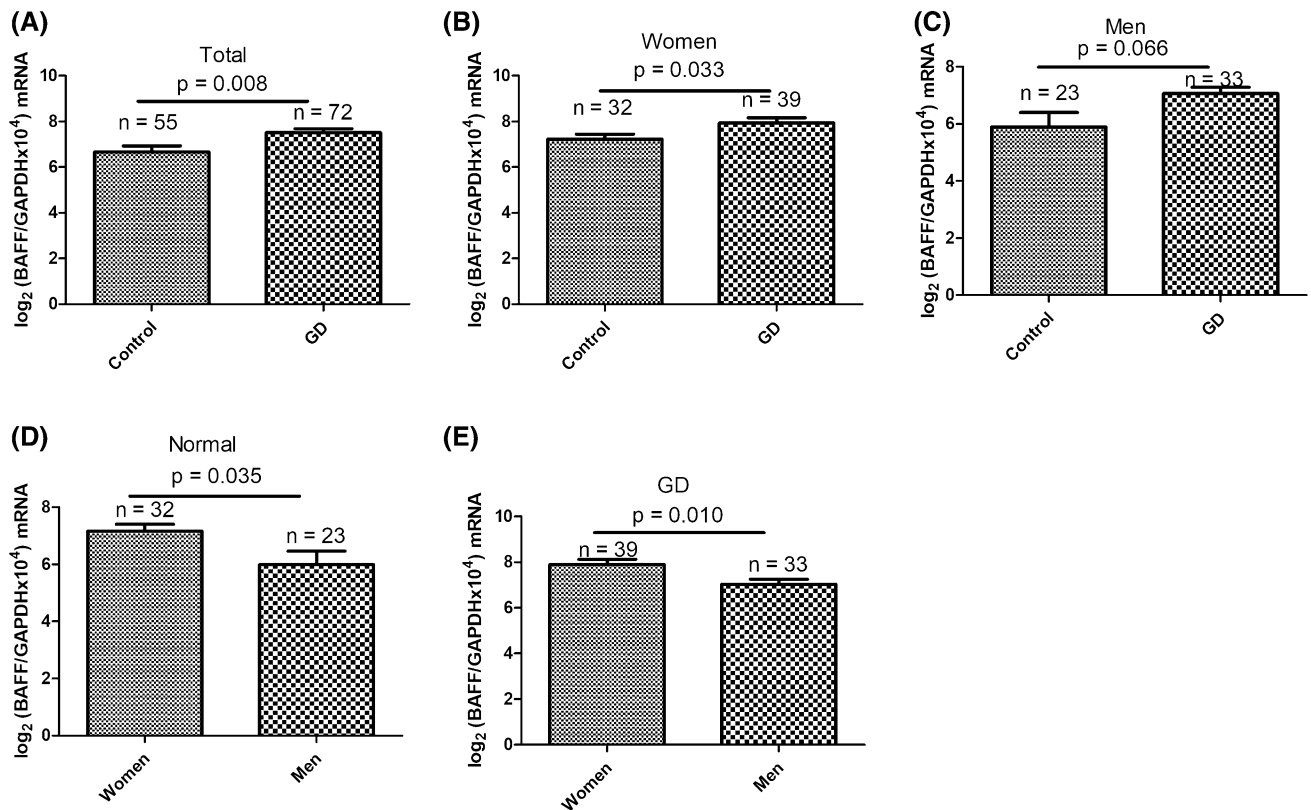 (A)
Total
p = 0.008
n = 55
n = 72
10
8
6
4
2
0
log2 (BAFF/GAPDHx10^4) mRNA
Control
GD
(B)
Women
p = 0.033
n = 32
n = 39
10
8
6
4
2
0
log2 (BAFF/GAPDHx10^4) mRNA
Control
GD
(C)
Men
p = 0.066
n = 23
n = 33
8
6
4
2
0
log2 (BAFF/GAPDHx10^4) mRNA
Control
GD
(D)
Normal
p = 0.035
n = 32
n = 23
8
6
4
2
0
log2 (BAFF/GAPDHx10^4) mRNA
Women
Men
(E)
GD
p = 0.010
n = 39
n = 33
10
8
6
4
2
0
log2 (BAFF/GAPDHx10^4) mRNA
Women
Men